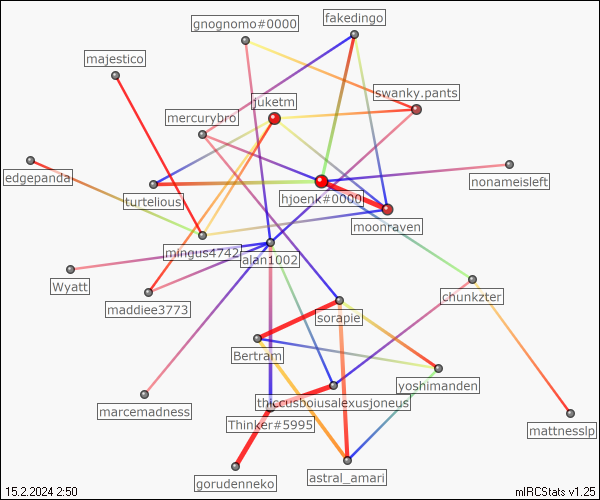 gnognomo#0000
fakedingo
majestico
swanky.pants
juketm
mercurybro
edgepanda
nonameisleft
turtelious
hjoenk#0000
moonraven
mingus4742
alan1002
Wyatt
maddiee3773
chunkzter
sorapie
Bertram
yoshimanden
thiccusboiusalexusjoneus
marcemadness
Thinker#5995
mattnesslp
gorudenneko
astral_amari
15.2.2024 2:50
mIRCStats v1.25